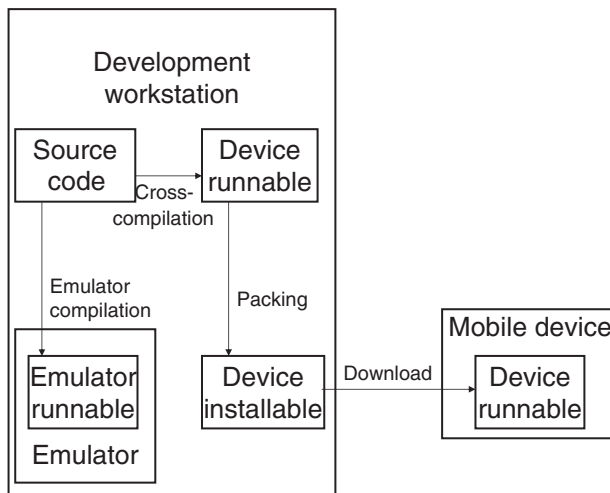 Development
workstation
Source
code
Device
runnable
Cross-
compilation
Emulator
compilation
Packing
Mobile device
Emulator
runnable
Device
installable
Download
Device
runnable
Emulator